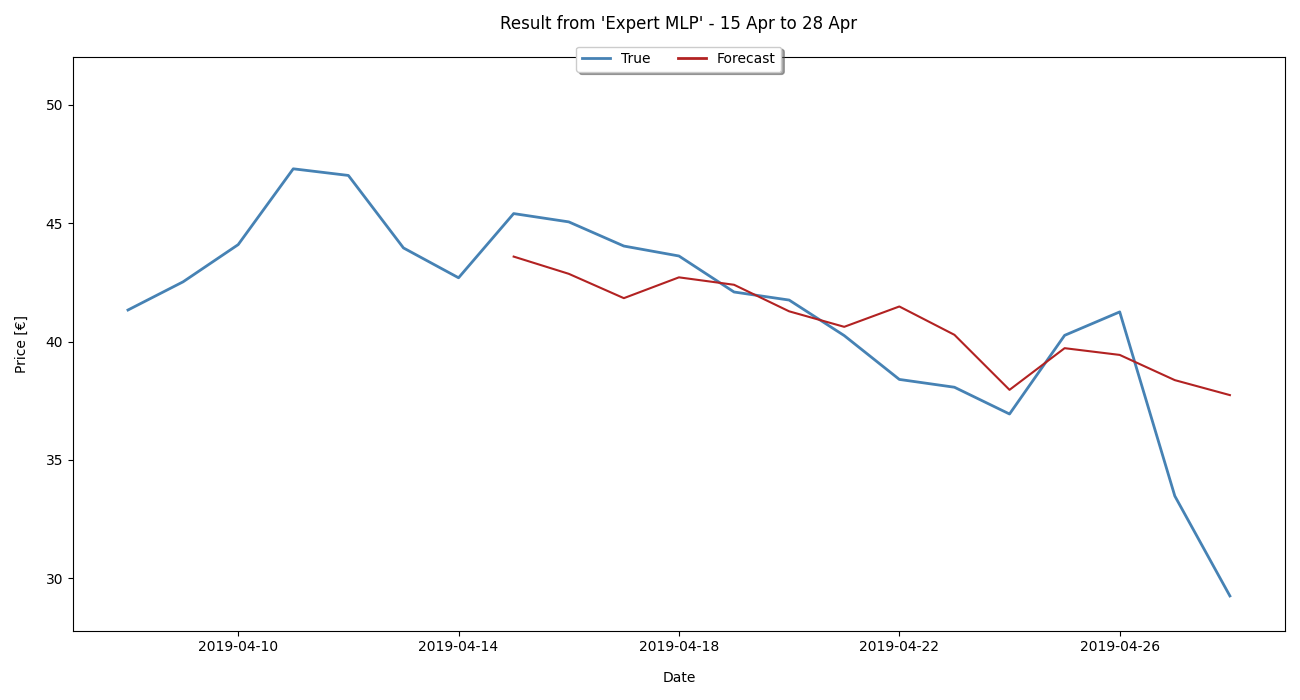 Result from 'Expert MLP' - 15 Apr to 28 Apr
True Forecast
50
45
40
35
30
Price [€]
2019-04-10 2019-04-14 2019-04-18 2019-04-22 2019-04-26
Date